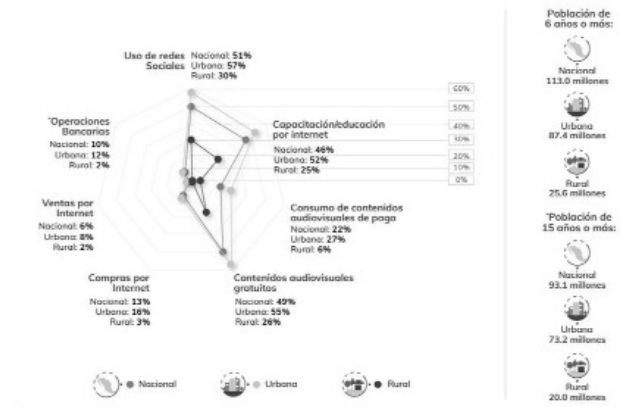 Uso de redes Nacional: 51%
Sociales Urbana: 57%
Rural: 30%
60%
50%
40%
30%
20%
10%
0%
Capacitación/educación
por internet
Nacional: 46%
Urbana: 52%
Rural: 25%
Consumo de contenidos
audiovisuales de paga
Nacional: 22%
Urbana: 27%
Rural: 6%
Contenidos audiovisuales
gratuitos
Nacional: 49%
Urbana: 55%
Rural: 26%
Compras por
Internet
Nacional: 13%
Urbana: 16%
Rural: 3%
Ventas por
Internet
Nacional: 6%
Urbana: 8%
Rural: 2%
*Operaciones
Bancarias
Nacional: 10%
Urbana: 12%
Rural: 2%
Nacional
Urbana
Rural
Población de
6 años o más:
Nacional
113.0 millones
Urbana
87.4 millones
Rural
25.6 millones
*Población de
15 años o más:
Nacional
93.1 millones
Urbana
73.2 millones
Rural
20.0 millones